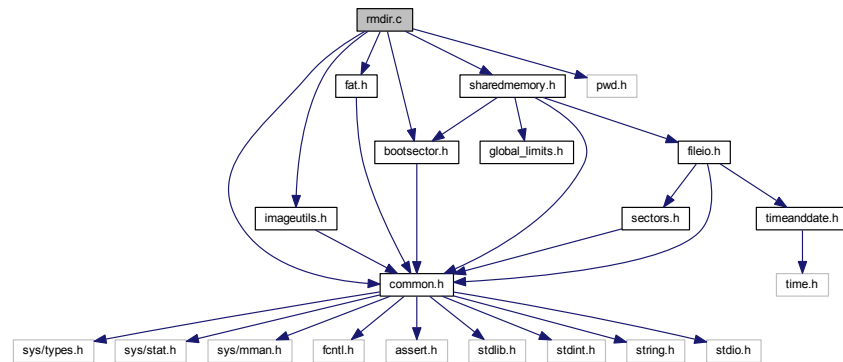 rmdir.c
fat.h
sharedmemory.h
pwd.h
bootsector.h
global_limits.h
fileio.h
imageutils.h
sectors.h
timeanddate.h
common.h
time.h
sys/types.h
sys/stat.h
sys/mman.h
fcntl.h
assert.h
stdlib.h
stdint.h
string.h
stdio.h